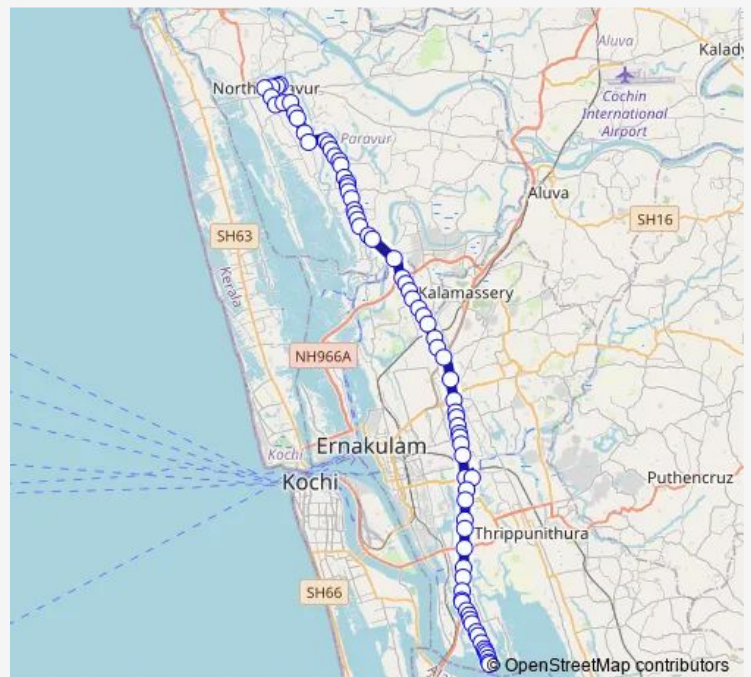 Aluva
Kalady
North Paravur
Cochin
International
Airport
Paravur
Aluva
SH16
SH63
Kerala
Kalamassery
NH966A
Ernakulam
Kochi
Kochi
Puthencruz
Thrippunithura
SH66
© OpenStreetMap contributors